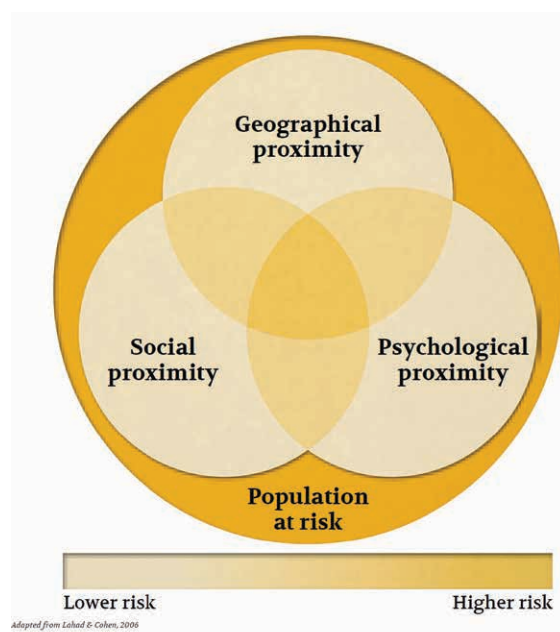 Geographical
proximity
Social
proximity
Psychological
proximity
Population
at risk
Lower risk
Higher risk
Adapted from Lahad & Cohen, 2006